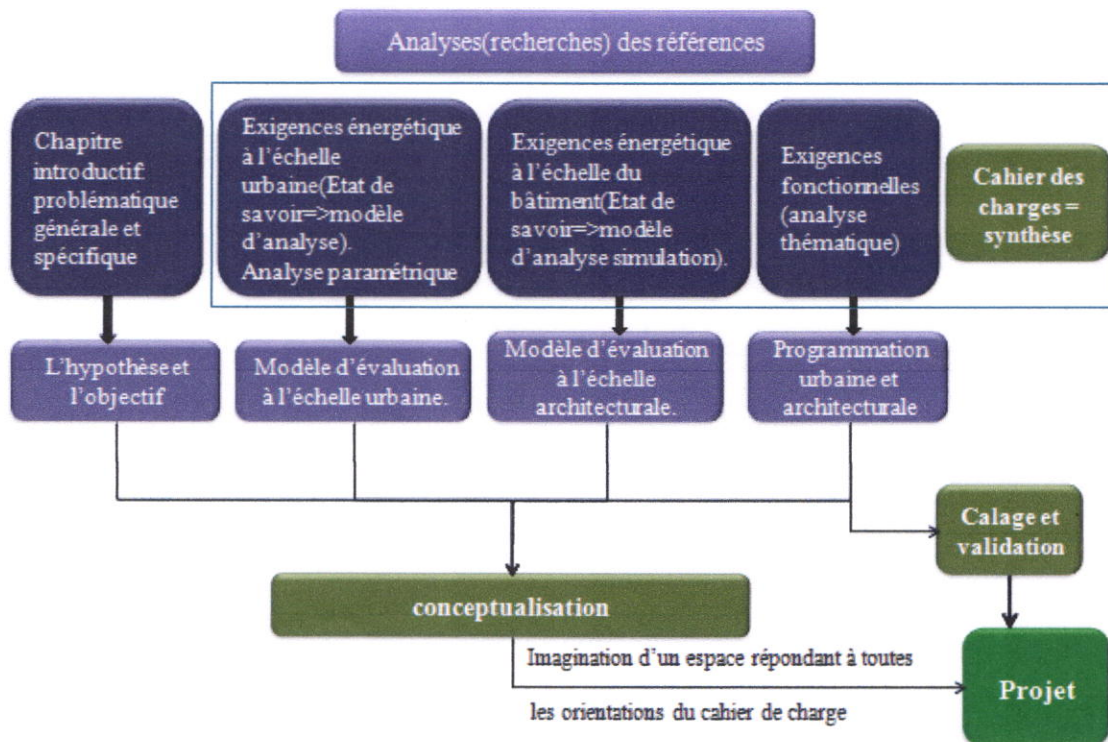 Analyses(recherches) des références
Chapitre
introductif:
problématique
générale et
spécifique
Exigences énergétique
à l'échelle
urbaine(Etat de
savoir=>modèle
d'analyse).
Analyse paramétrique
Exigences énergétique
à l'échelle du
bâtiment(Etat de
savoir=>modèle
d'analyse simulation).
Exigences
fonctionnelles
(analyse
thématique)
Cahier des
charges =
synthèse
L'hypothèse et
l'objectif
Modèle d'évaluation
à l'échelle urbaine.
Modèle d'évaluation
à l'échelle
architecturale.
Programmation
urbaine et
architecturale
Calage et
validation
conceptualisation
Imagination d'un espace répondant à toutes
les orientations du cahier de charge
Projet